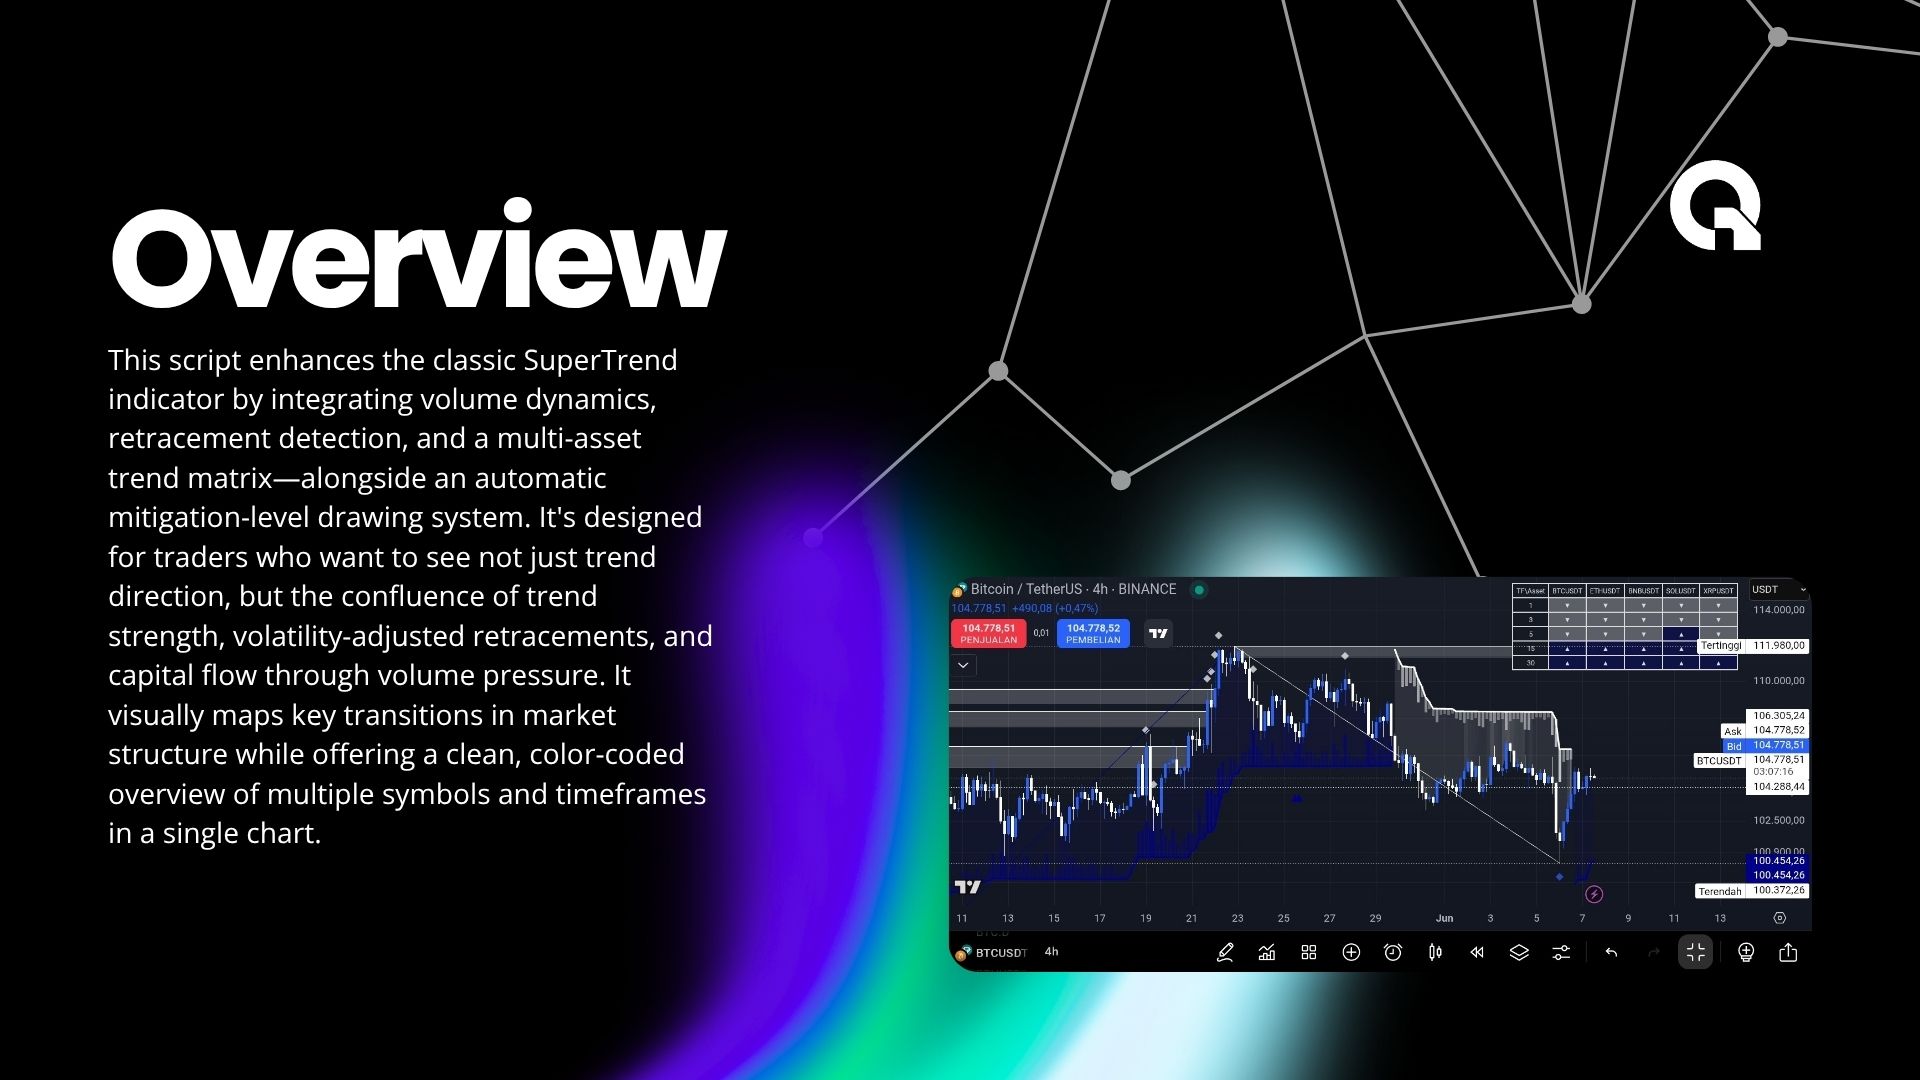 Overview
This script enhances the classic SuperTrend
indicator by integrating volume dynamics,
retracement detection, and a multi-asset
trend matrix—alongside an automatic
mitigation-level drawing system. It's designed
for traders who want to see not just trend
direction, but the confluence of trend
strength, volatility-adjusted retracements, and
capital flow through volume pressure. It
visually maps key transitions in market
structure while offering a clean, color-coded
overview of multiple symbols and timeframes
in a single chart.
Bitcoin / TetherUS · 4h · BINANCE
104.778,51 +490,08 (+0,47%)
104.778,51 0,01 104.778,52
PENJUALAN PEMBELIAN
TF\Asset BTCUSDT ETHUSDT BNBUSDT SOLUSDT XRPUSDT
1 ▼ ▼ ▼ ▼ ▼
3 ▼ ▼ ▼ ▼ ▼
5 ▼ ▼ ▼ ▲ ▼
15 ▲ ▲ ▲ ▲
30 ▲ ▲ ▲ ▲ ▲
USDT
114.000,00
Tertinggi 111.980,00
110.000,00
106.305,24
Ask 104.778,52
Bid 104.778,51
BTCUSDT 104.778,51
03:07:16
104.288,44
102.500,00
100.900,00
100.454,26
100.454,26
Terendah 100.372,26
11 13 15 17 19 21 23 25 27 29 Jun 3 5 7 9 11 13
BTCUSDT 4h